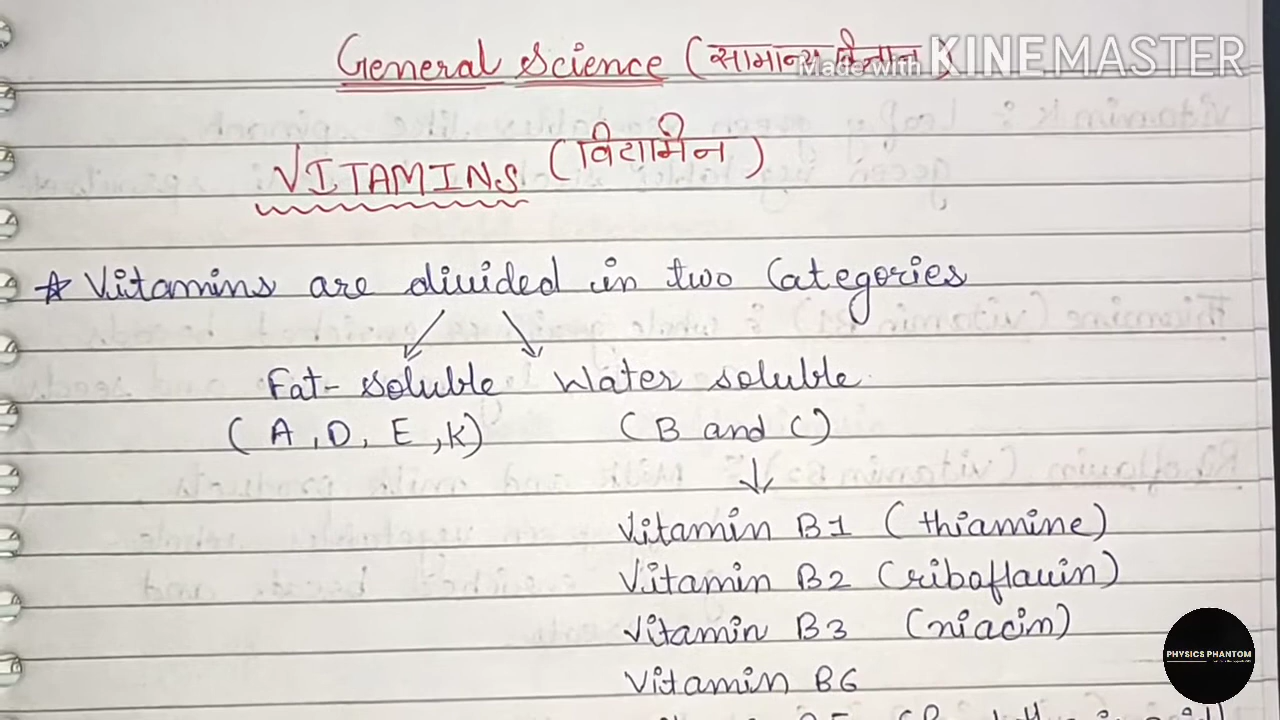 General Science (सामान्य विज्ञान)
Made with KINEMASTER
VITAMINS (विटामिन)
☆ Vitamins are divided in two Categories
Fat-soluble Water soluble
(A, D, E, K) (B and C)
Vitamin B1 (thiamine)
Vitamin B2 (riboflavin)
Vitamin B3 (niacin)
Vitamin B6
PHYSICS PHANTOM